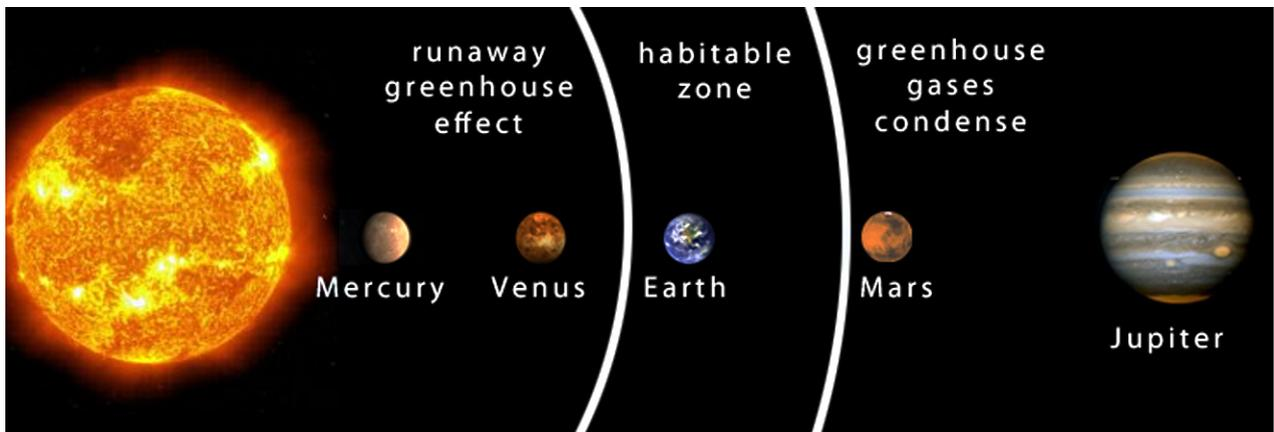 runaway
greenhouse
effect
habitable
zone
greenhouse
gases
condense
Mercury
Venus
Earth
Mars
Jupiter